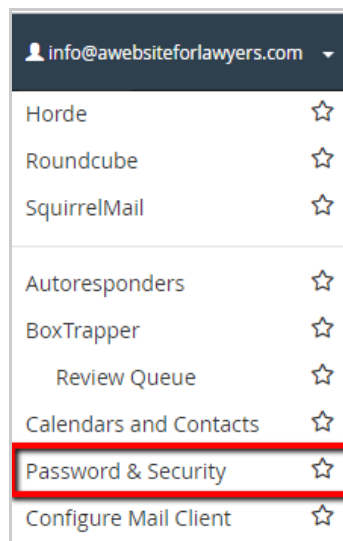 info@awebsiteforlawyers.com
Horde
Roundcube
SquirrelMail
Autoresponders
BoxTrapper
Review Queue
Calendars and Contacts
Password & Security
Configure Mail Client